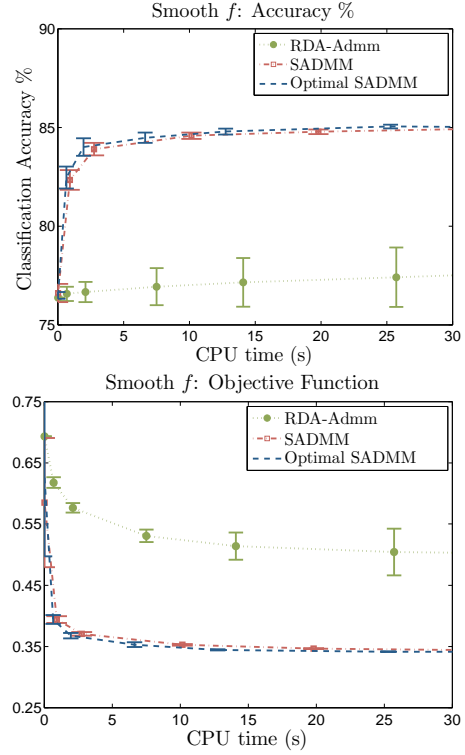 Smooth f: Accuracy %
RDA-Admm
SADMM
Optimal SADMM
Classification Accuracy %
90
85
80
75
0 5 10 15 20 25 30
CPU time (s)
Smooth f: Objective Function
RDA-Admm
SADMM
Optimal SADMM
0.75
0.65
0.55
0.45
0.35
0.25
0 5 10 15 20 25 30
CPU time (s)